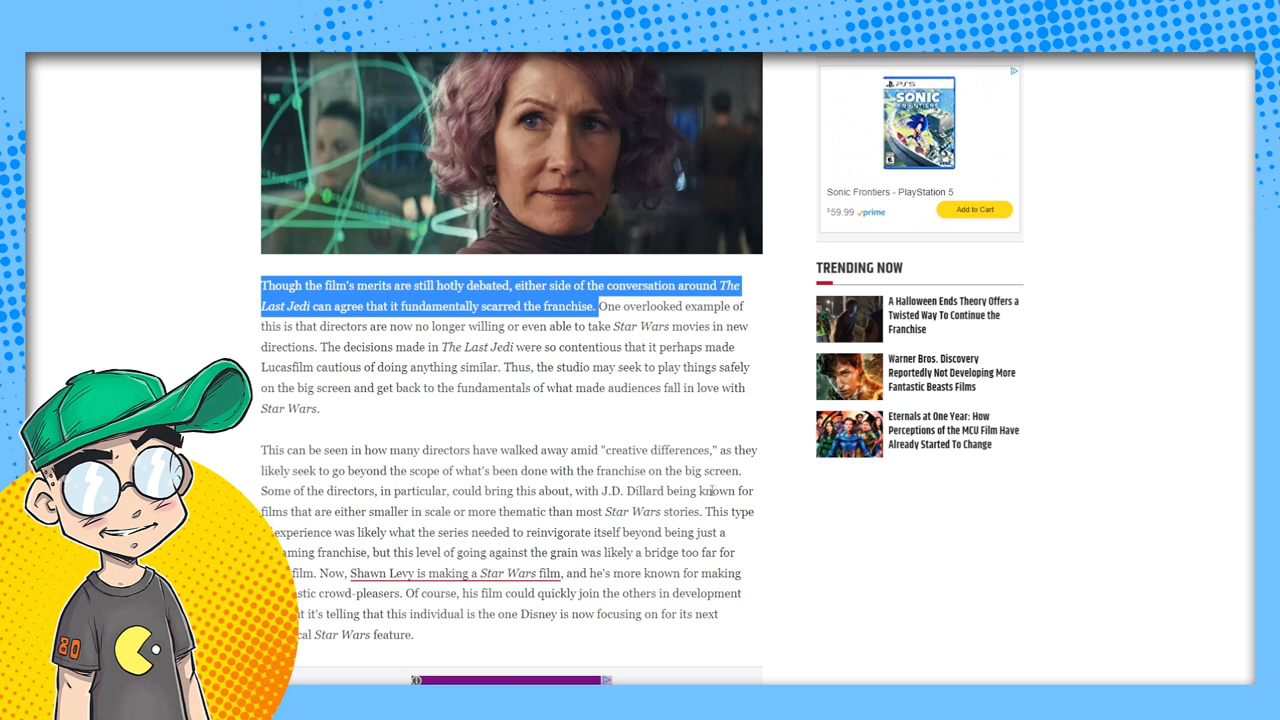 PS5
SONIC
FRONTIERS
Sonic Frontiers - PlayStation 5
$59.99 prime
Add to Cart
Though the film's merits are still hotly debated, either side of the conversation around The
Last Jedi can agree that it fundamentally scarred the franchise. One overlooked example of
this is that directors are now no longer willing or even able to take Star Wars movies in new
directions. The decisions made in The Last Jedi were so contentious that it perhaps made
Lucasfilm cautious of doing anything similar. Thus, the studio may seek to play things safely
on the big screen and get back to the fundamentals of what made audiences fall in love with
Star Wars.
This can be seen in how many directors have walked away amid "creative differences," as they
likely seek to go beyond the scope of what's been done with the franchise on the big screen.
Some of the directors, in particular, could bring this about, with J.D. Dillard being known for
films that are either smaller in scale or more thematic than most Star Wars stories. This type
experience was likely what the series needed to reinvigorate itself beyond being just a
franchise, but this level of going against the grain was likely a bridge too far for
film. Now, Shawn Levy is making a Star Wars film, and he's more known for making
crowd-pleasers. Of course, his film could quickly join the others in development
it's telling that this individual is the one Disney is now focusing on for its next
Star Wars feature.
TRENDING NOW
A Halloween Ends Theory Offers a
Twisted Way To Continue the
Franchise
Warner Bros. Discovery
Reportedly Not Developing More
Fantastic Beasts Films
Eternals at One Year: How
Perceptions of the MCU Film Have
Already Started To Change
80